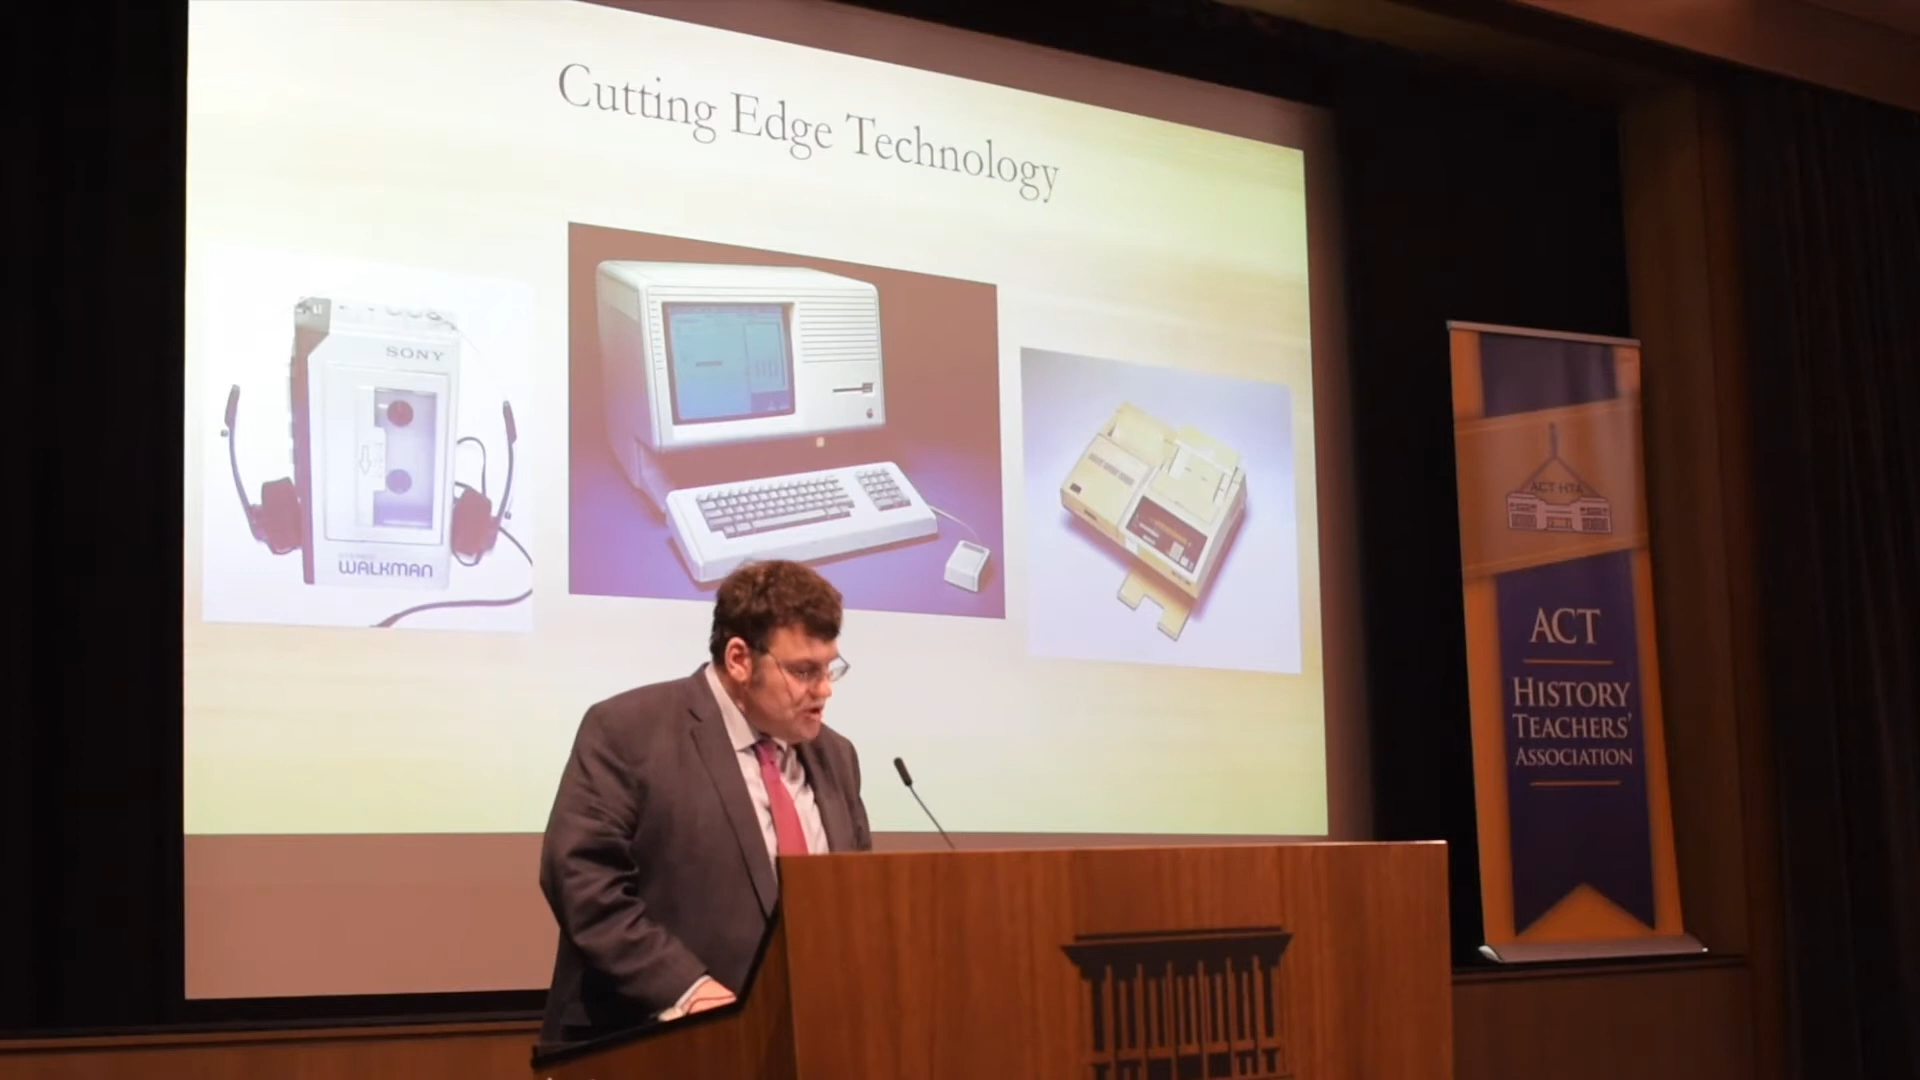 Cutting Edge Technology
SONY
WALKMAN
ACT HTA
ACT
HISTORY
TEACHERS'
ASSOCIATION